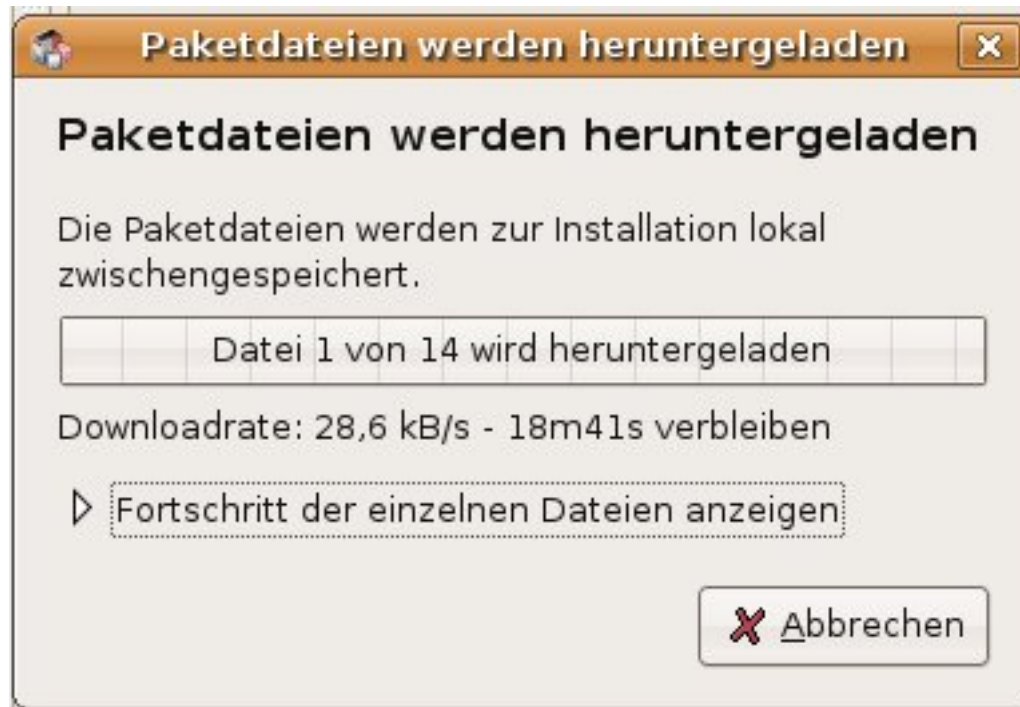 Paketdateien werden heruntergeladen
Paketdateien werden heruntergeladen
Die Paketdateien werden zur Installation lokal
zwischengespeichert.
Datei 1 von 14 wird heruntergeladen
Downloadrate: 28,6 kB/s - 18m41s verbleiben
Fortschritt der einzelnen Dateien anzeigen
Abbrechen